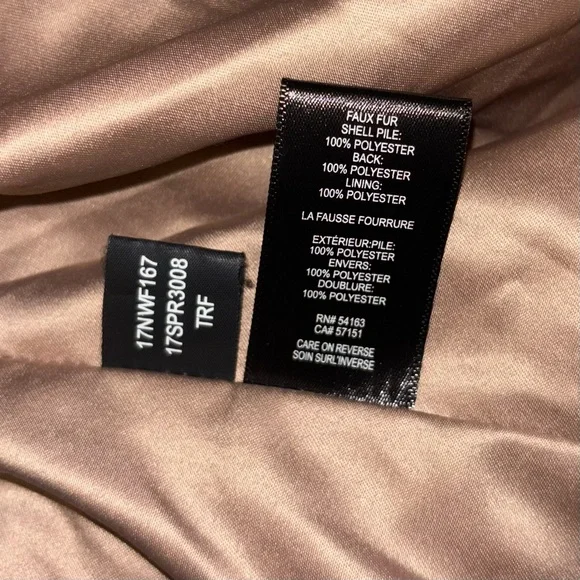 17NWF167
17SPR3008
TRF
FAUX FUR
SHELL PILE:
100% POLYESTER
BACK:
100% POLYESTER
LINING:
100% POLYESTER
LA FAUSSE FOURRURE
EXTÉRIEUR:PILE:
100% POLYESTER
ENVERS:
100% POLYESTER
DOUBLURE:
100% POLYESTER
RN# 54163
CA# 57151
CARE ON REVERSE
SOIN SURL'INVERSE